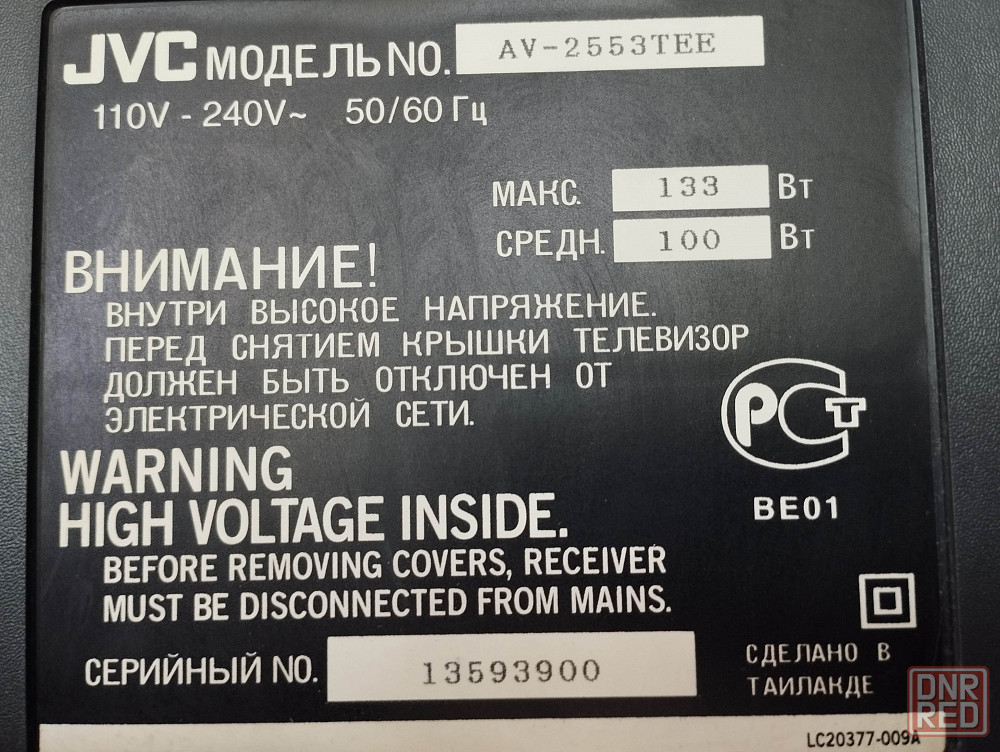 JVC МОДЕЛЬ NO. AV-2553TEE
110V - 240V~ 50/60 Гц
МАКС. 133 Вт
СРЕДН. 100 Вт
ВНИМАНИЕ!
ВНУТРИ ВЫСОКОЕ НАПРЯЖЕНИЕ.
ПЕРЕД СНЯТИЕМ КРЫШКИ ТЕЛЕВИЗОР
ДОЛЖЕН БЫТЬ ОТКЛЮЧЕН ОТ
ЭЛЕКТРИЧЕСКОЙ СЕТИ.
РСТ
BE01
WARNING
HIGH VOLTAGE INSIDE.
BEFORE REMOVING COVERS, RECEIVER
MUST BE DISCONNECTED FROM MAINS.
СЕРИЙНЫЙ NO. 13593900
СДЕЛАНО В
ТАИЛАКДЕ
LC20377-009A
DNR
RED